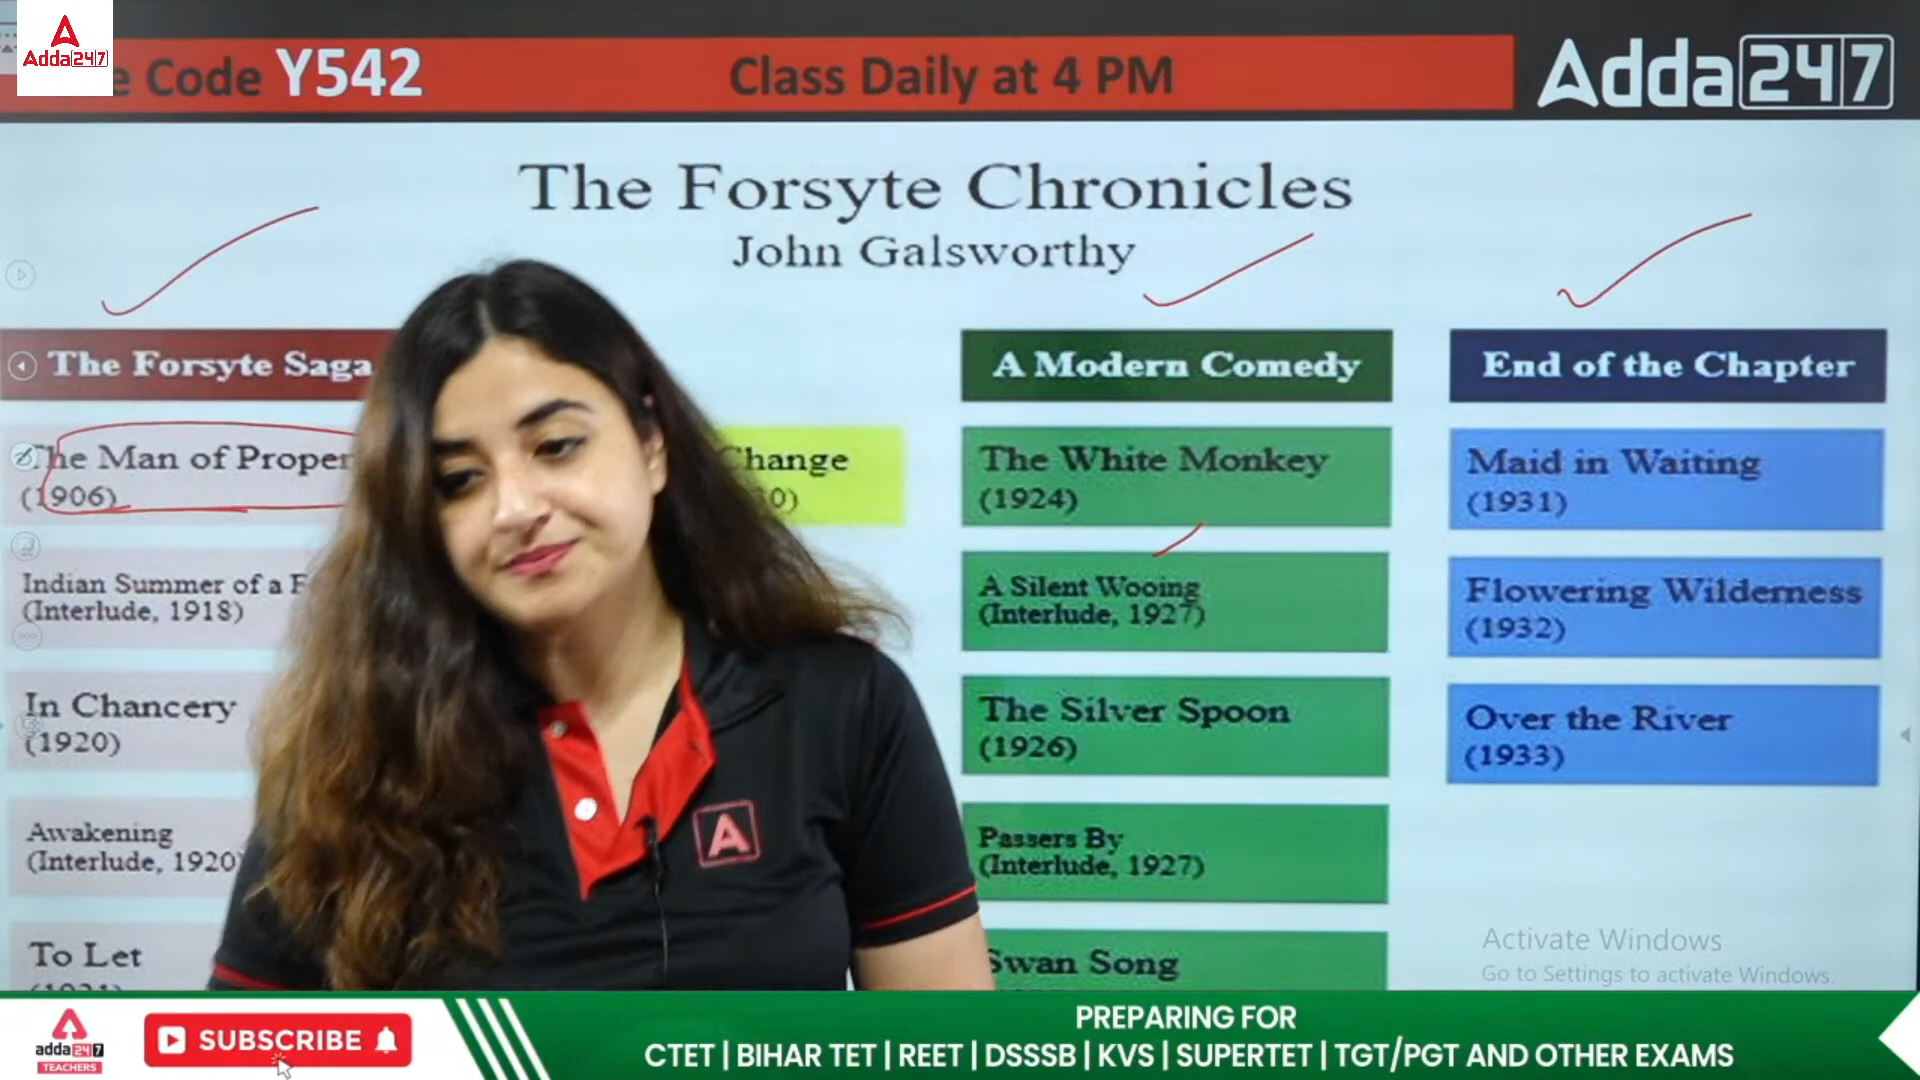 Adda247
e Code Y542
Class Daily at 4 PM
Adda247
The Forsyte Chronicles
John Galsworthy
The Forsyte Saga
The Man of Proper
(1906)
Indian Summer of a F
(Interlude, 1918)
In Chancery
(1920)
Awakening
(Interlude, 1920)
To Let
Change
30)
A Modern Comedy
The White Monkey
(1924)
A Silent Wooing
(Interlude, 1927)
The Silver Spoon
(1926)
Passers By
(Interlude, 1927)
Swan Song
End of the Chapter
Maid in Waiting
(1931)
Flowering Wilderness
(1932)
Over the River
(1933)
A
Activate Windows
Go to Settings to activate Windows.
adda247
TEACHERS
SUBSCRIBE
PREPARING FOR
CTET | BIHAR TET | REET | DSSSB | KVS | SUPERTET | TGT/PGT AND OTHER EXAMS